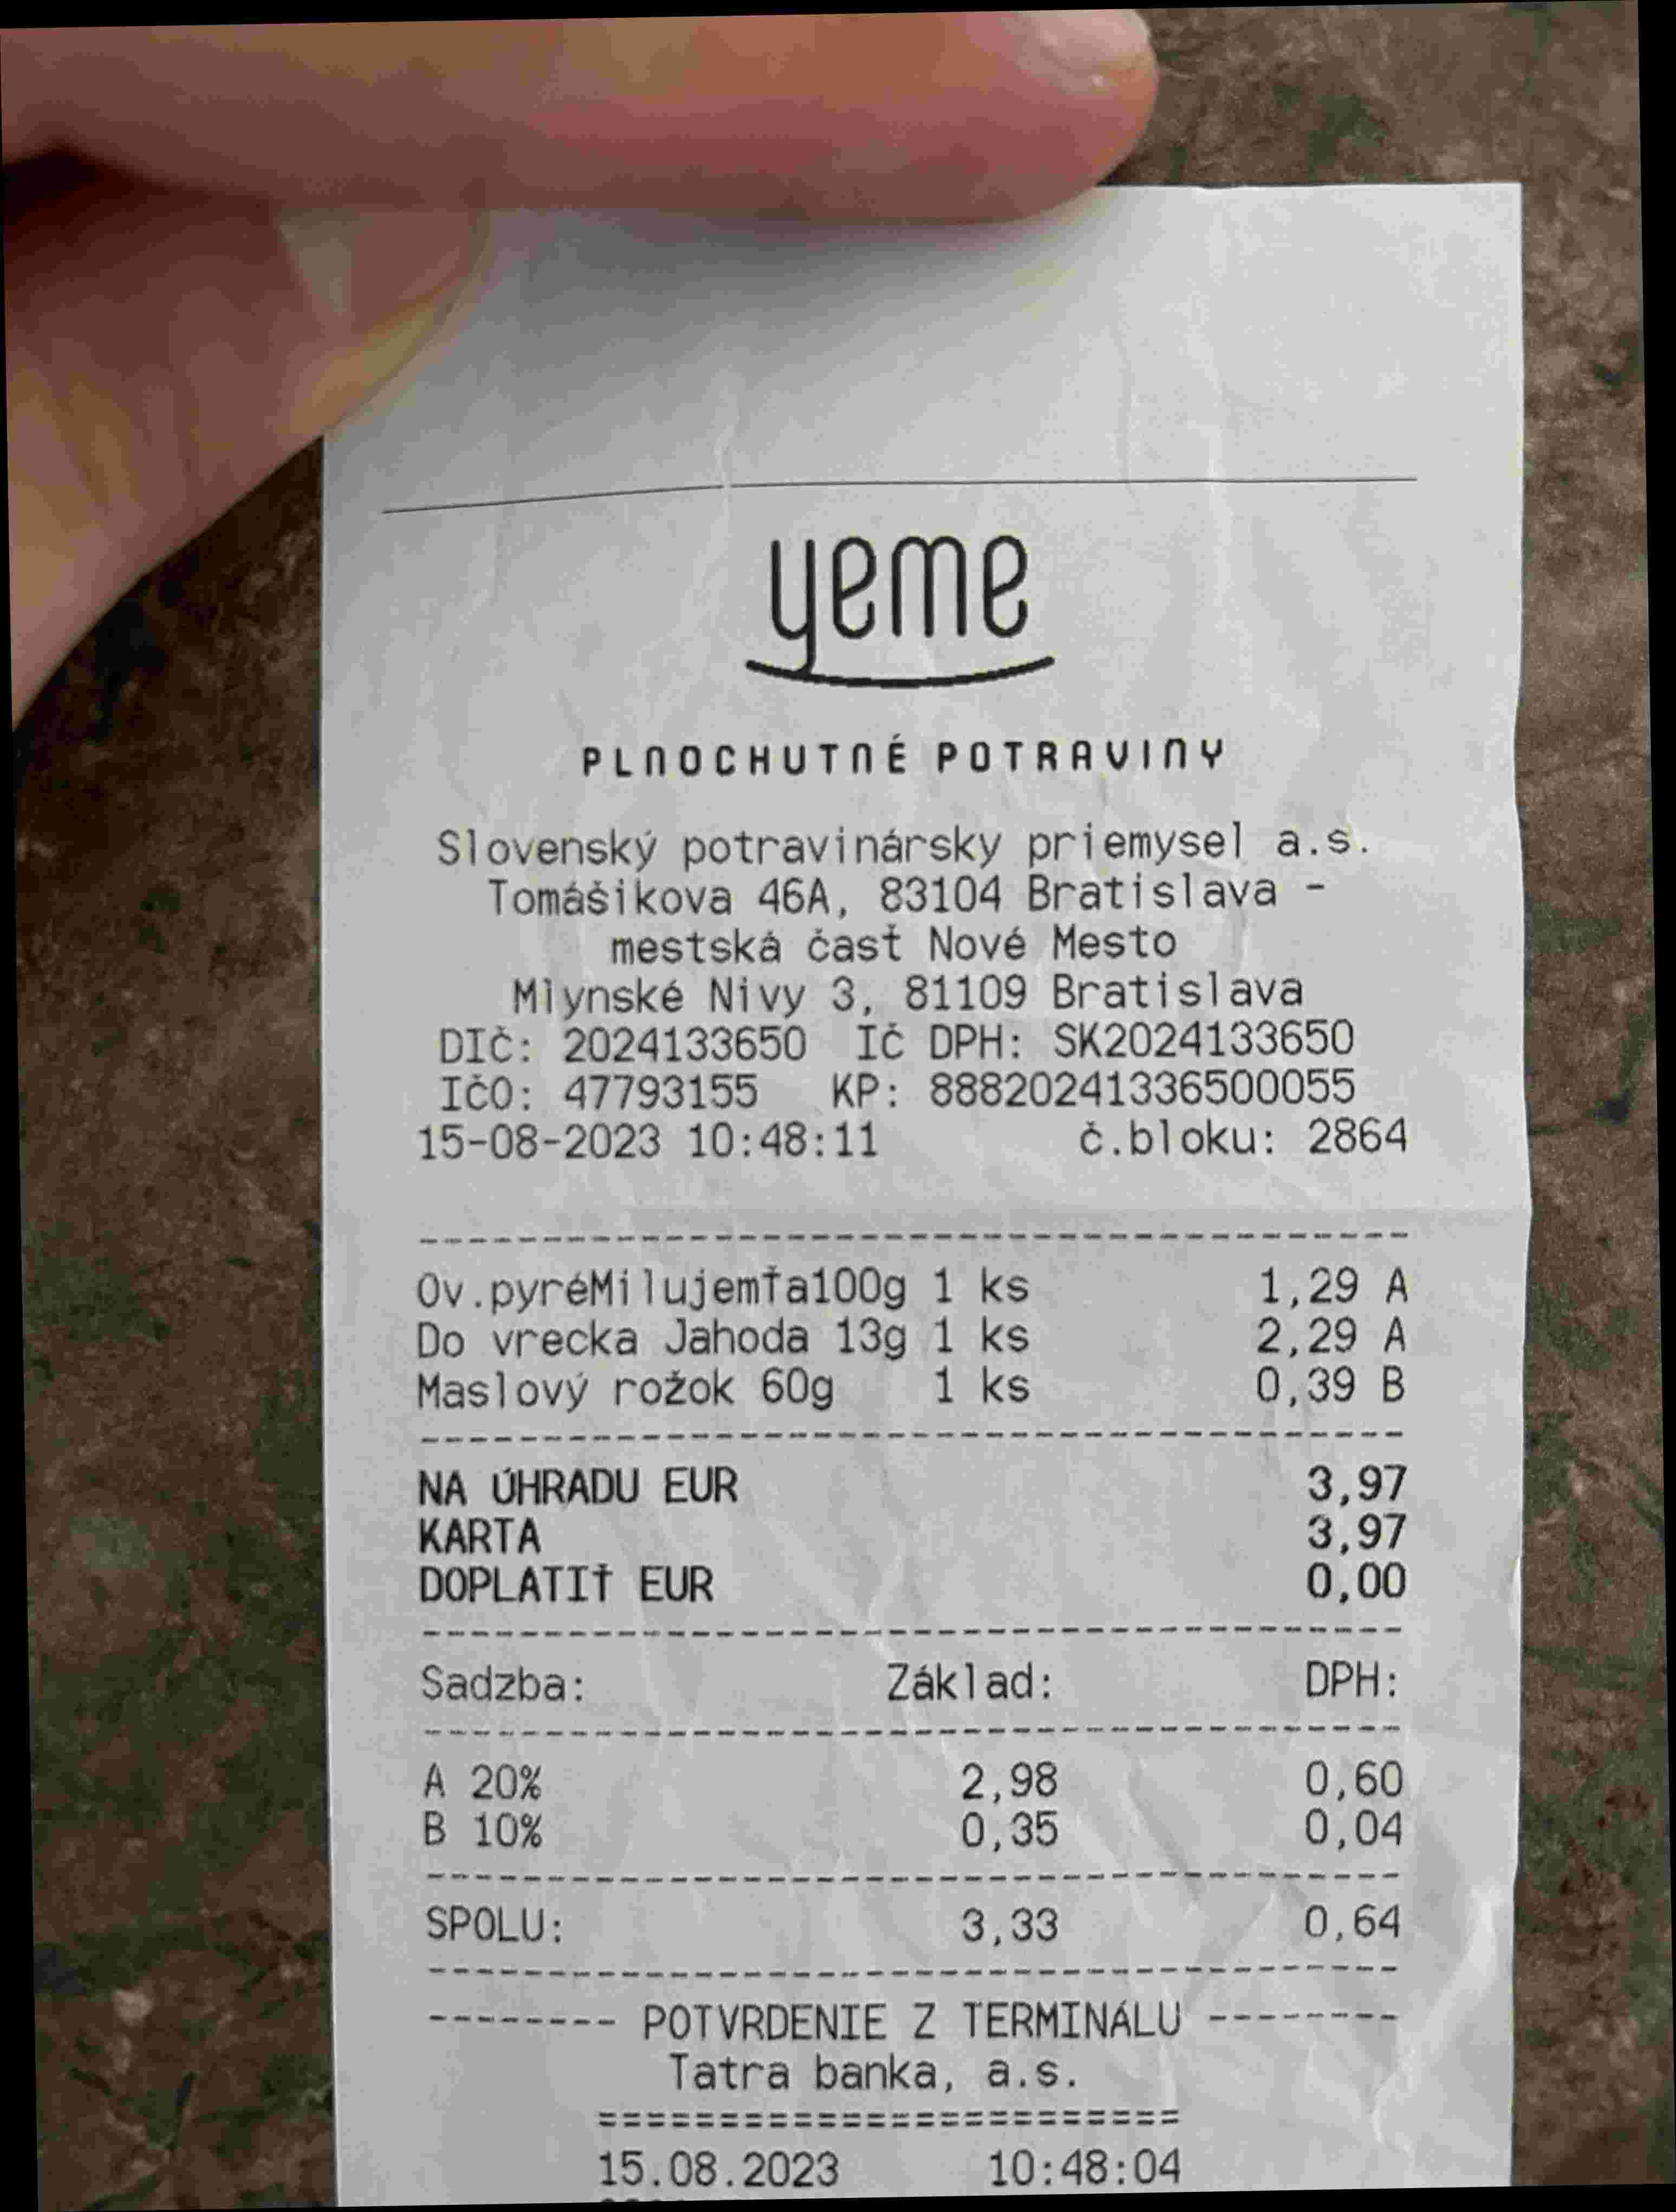 yeme
PLNOCHUTNÉ POTRAVINY
Slovenský potravinársky priemysel a.s.
Tomášikova 46A, 83104 Bratislava -
mestská časť Nové Mesto
Mlynské Nivy 3, 81109 Bratislava
DIČ: 2024133650 IČ DPH: SK2024133650
IČO: 47793155 KP: 88820241336500055
15-08-2023 10:48:11 č.bloku: 2864
----------------------------------------
Ov.pyréMilujemťa100g 1 ks 1,29 A
Do vrecka Jahoda 13g 1 ks 2,29 A
Maslový rožok 60g 1 ks 0,39 B
----------------------------------------
NA ÚHRADU EUR 3,97
KARTA 3,97
DOPLATIŤ EUR 0,00
----------------------------------------
Sadzba: Základ: DPH:
----------------------------------------
A 20% 2,98 0,60
B 10% 0,35 0,04
----------------------------------------
SPOLU: 3,33 0,64
----------------------------------------
-------- POTVRDENIE Z TERMINÁLU --------
Tatra banka, a.s.
========================
15.08.2023 10:48:04